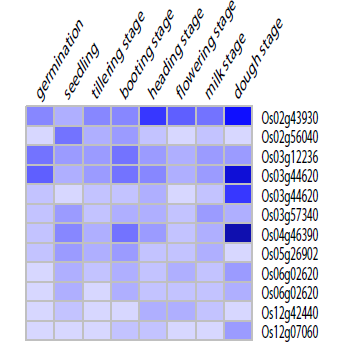 germination
seedling
tillering stage
booting stage
heading stage
flowering stage
milk stage
dough stage
Os02g43930
Os02g56040
Os03g12236
Os03g44620
Os03g44620
Os03g57340
Os04g46390
Os05g26902
Os06g02620
Os06g02620
Os12g42440
Os12g07060